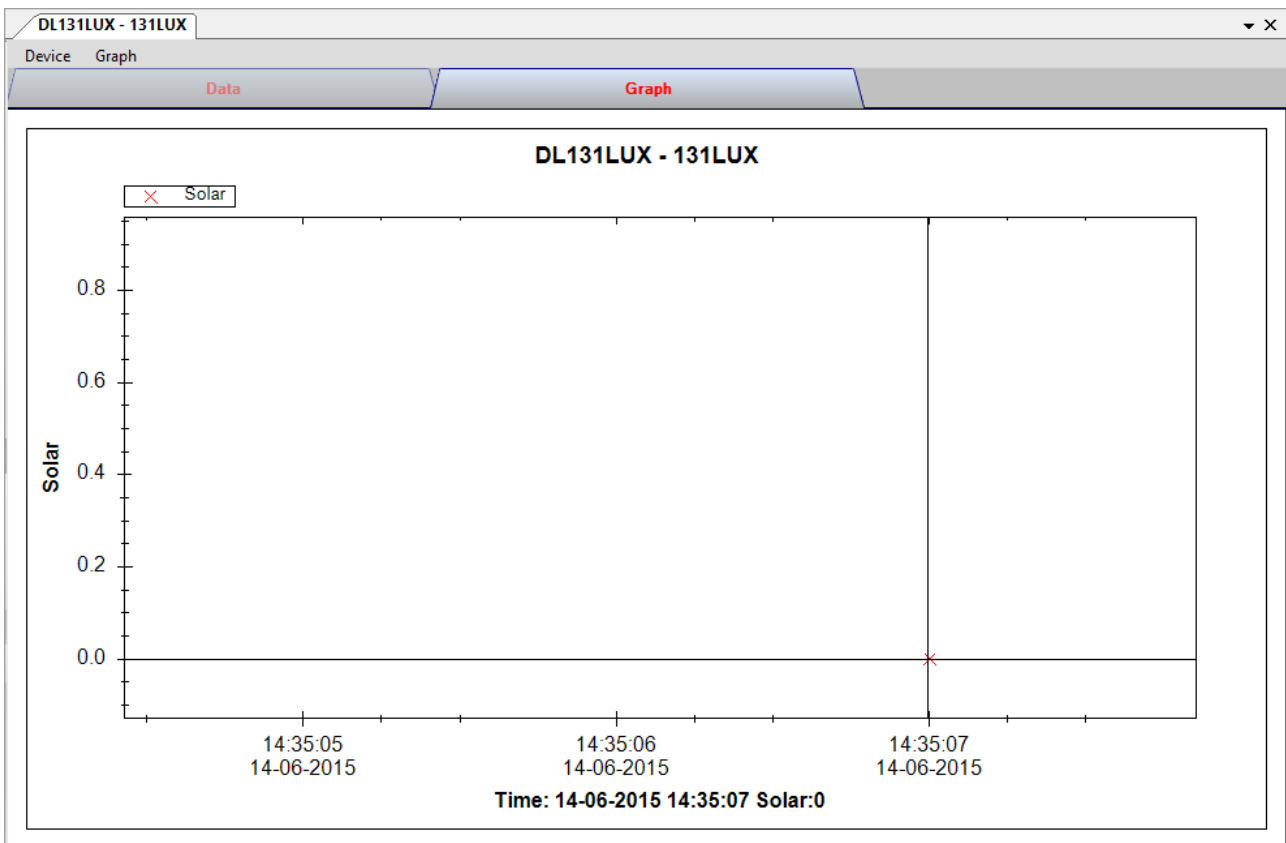 DL131LUX - 131LUX
Device Graph
Data Graph
DL131LUX - 131LUX
Solar
0.8
0.6
0.4
0.2
0.0
Solar
14:35:05 14:35:06 14:35:07
14-06-2015 14-06-2015 14-06-2015
Time: 14-06-2015 14:35:07 Solar:0